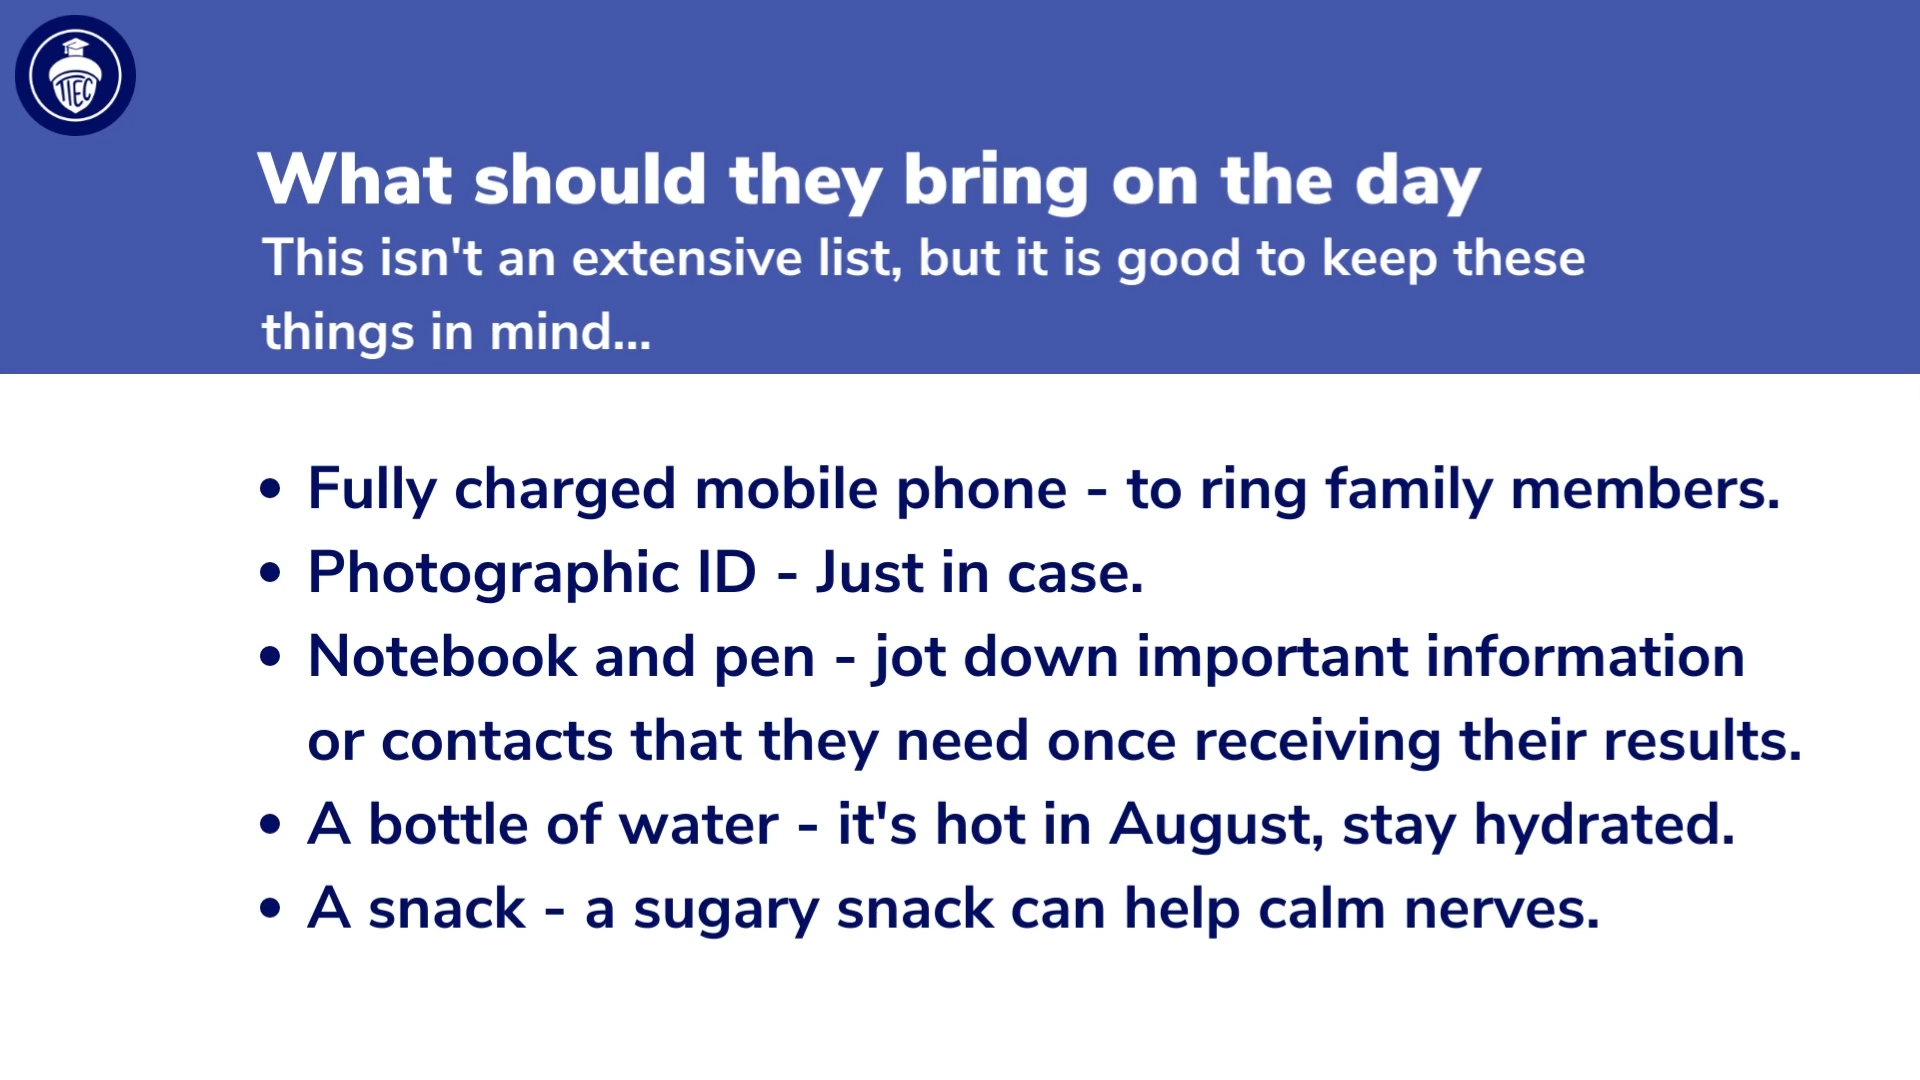 TIEC
What should they bring on the day
This isn't an extensive list, but it is good to keep these
things in mind...
• Fully charged mobile phone - to ring family members.
• Photographic ID - Just in case.
• Notebook and pen - jot down important information
or contacts that they need once receiving their results.
• A bottle of water - it's hot in August, stay hydrated.
• A snack - a sugary snack can help calm nerves.